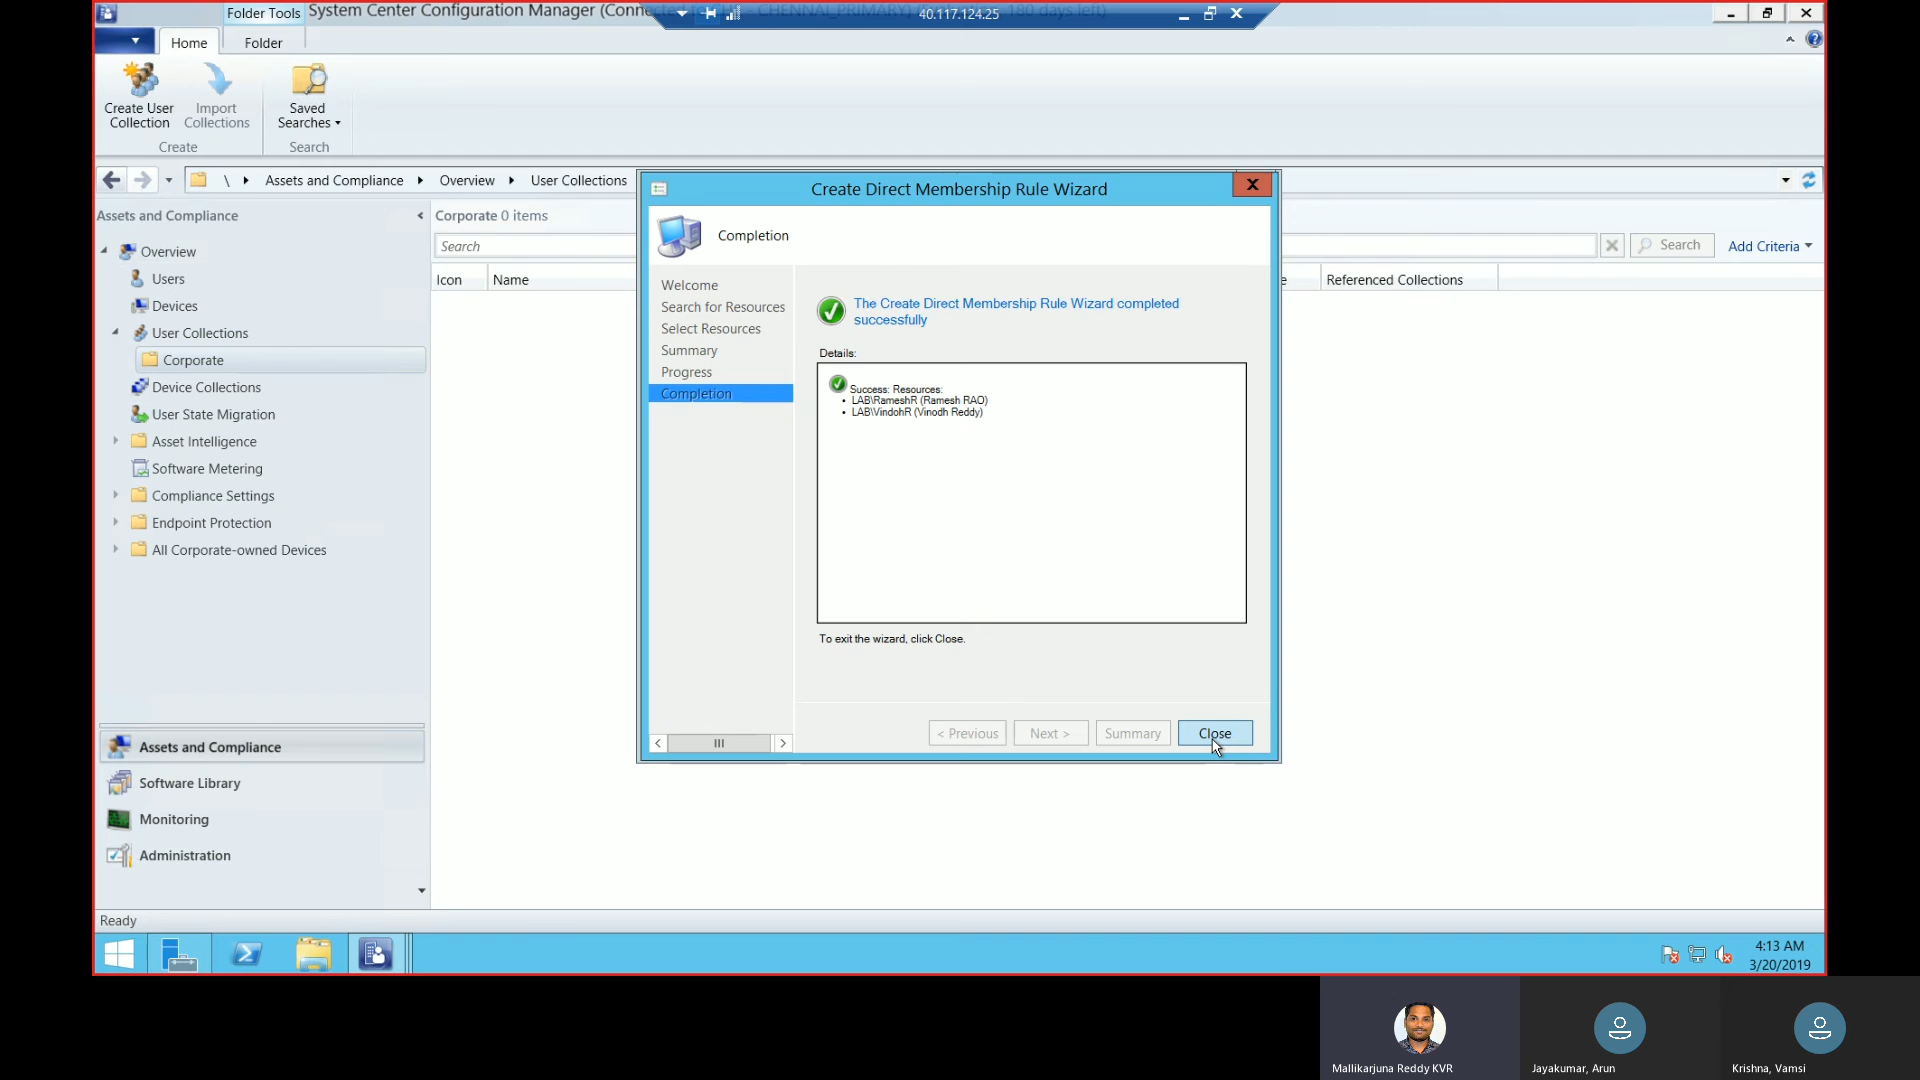 Folder Tools
System Center Configuration Manager (Connected to
- CHENNAI_PRIMARY) (
180 days left)
40.117.124.25
Home
Folder
Create User
Collection
Import
Collections
Saved
Searches
Create
Search
\
Assets and Compliance
Overview
User Collections
Assets and Compliance
Overview
Users
Devices
User Collections
Corporate
Device Collections
User State Migration
Asset Intelligence
Software Metering
Compliance Settings
Endpoint Protection
All Corporate-owned Devices
Assets and Compliance
Software Library
Monitoring
Administration
Corporate 0 items
Search
Search
Add Criteria
Icon
Name
e
Referenced Collections
Create Direct Membership Rule Wizard
Completion
Welcome
Search for Resources
Select Resources
Summary
Progress
Completion
The Create Direct Membership Rule Wizard completed
successfully
Details:
Success: Resources:
• LAB\RameshR (Ramesh RAO)
• LAB\VindohR (Vinodh Reddy)
To exit the wizard, click Close.
< Previous
Next >
Summary
Close
Ready
4:13 AM
3/20/2019
Mallikarjuna Reddy KVR
Jayakumar, Arun
Krishna, Vamsi